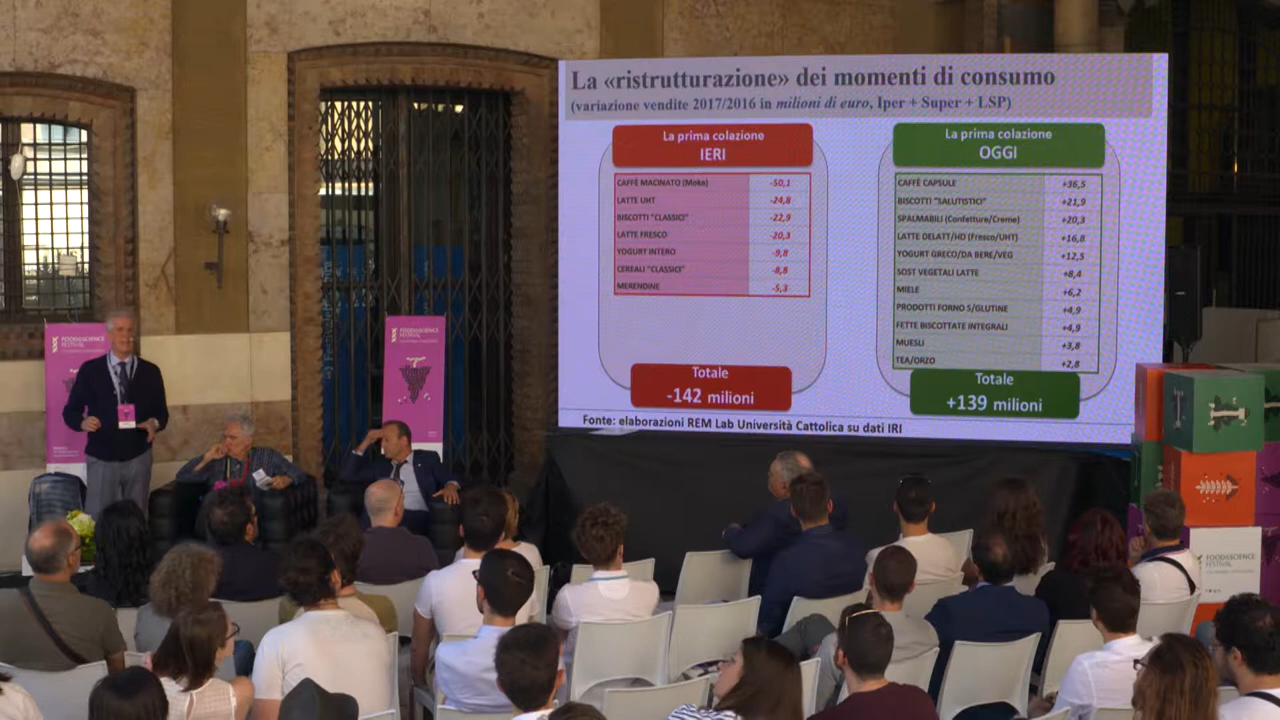 La «ristrutturazione» dei momenti di consumo
(variazione vendite 2017/2016 in milioni di euro, Iper + Super + LSP)
La prima colazione
IERI
CAFFÈ MACINATO (Moka) -50,1
LATTE UHT -24,8
BISCOTTI "CLASSICI" -22,9
LATTE FRESCO -20,3
YOGURT INTERO -9,8
CEREALI "CLASSICI" -8,8
MERENDINE -5,3
Totale
-142 milioni
La prima colazione
OGGI
CAFFÈ CAPSULE +36,5
BISCOTTI "SALUTISTICI" +21,9
SPALMABILI (Confetture/Creme) +20,3
LATTE DELATT/HD (Fresco/UHT) +16,8
YOGURT GRECO/DA BERE/VEG +12,5
SOST VEGETALI LATTE +8,4
MIELE +6,2
PRODOTTI FORNO S/GLUTINE +4,9
FETTE BISCOTTATE INTEGRALI +4,9
MUESLI +3,8
TEA/ORZO +2,8
Totale
+139 milioni
Fonte: elaborazioni REM Lab Università Cattolica su dati IRI
FOOD&SCIENCE
FESTIVAL
FOOD&SCIENCE
FESTIVAL
FOOD&SCIENCE
FESTIVAL